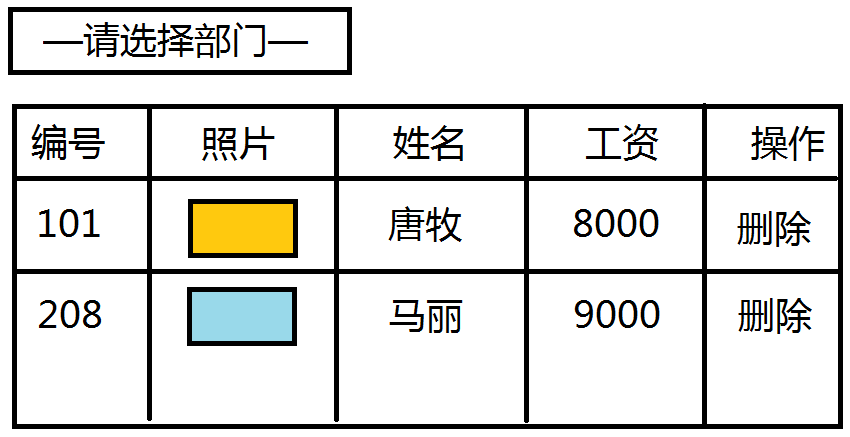 —请选择部门—
编号 照片 姓名 工资 操作
101 唐牧 8000 删除
208 马丽 9000 删除